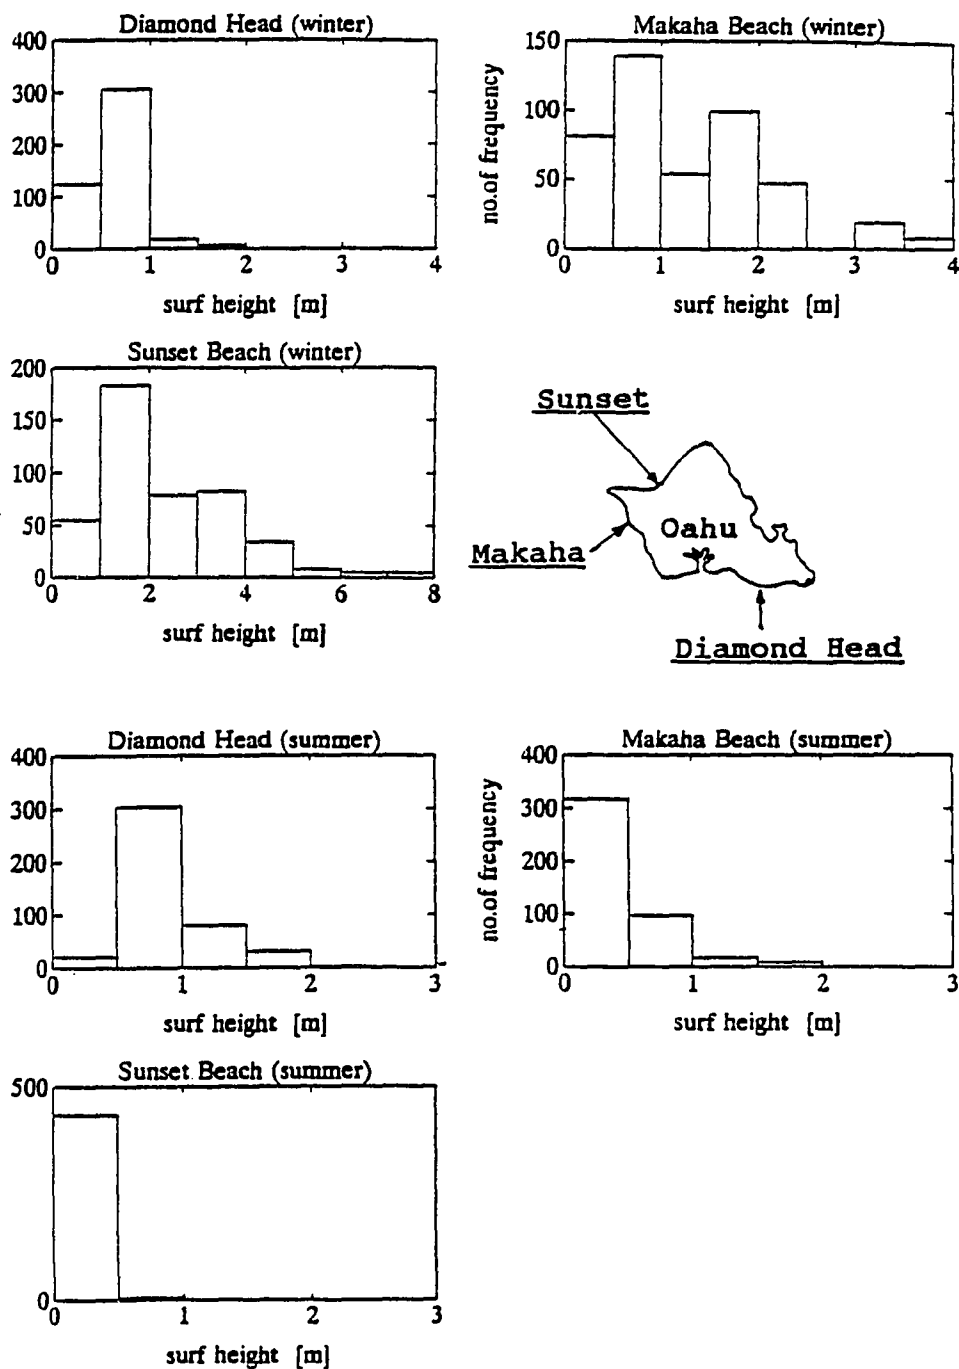 Diamond Head (winter)
400
300
200
100
0
0 1 2 3 4
surf height [m]
Makaha Beach (winter)
no.of frequency
150
100
50
0
0 1 2 3 4
surf height [m]
Sunset Beach (winter)
200
150
100
50
0
0 2 4 6 8
surf height [m]
Sunset
Oahu
Makaha
Diamond Head
Diamond Head (summer)
400
300
200
100
0
0 1 2 3
surf height [m]
Makaha Beach (summer)
no.of frequency
400
300
200
100
0
0 1 2 3
surf height [m]
Sunset Beach (summer)
500
0
0 1 2 3
surf height [m]